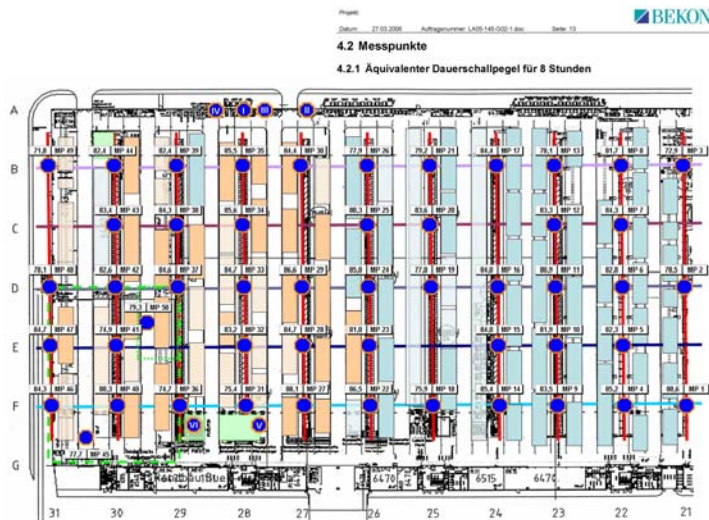 Projekt:
BEKON
Datum 27.03.2006 Auftragsnummer: LA05-145-G02-1.doc Seite: 13
4.2 Messpunkte
4.2.1 Äquivalenter Dauerschallpegel für 8 Stunden
A IV I III II
71,8 MP 49 82,4 MP 44 82,4 MP 39 85,5 MP 35 84,4 MP 30 77,9 MP 26 79,2 MP 21 84,4 MP 17 78,1 MP 13 81,7 MP 8 72,9 MP 3
B
83,4 MP 43 84,3 MP 38 85,6 MP 34 80,3 MP 25 83,6 MP 20 83,3 MP 12 84,3 MP 7
C
78,1 MP 48 82,6 MP 42 84,6 MP 37 84,7 MP 33 86,6 MP 29 85,0 MP 24 77,8 MP 19 84,0 MP 16 80,9 MP 11 82,8 MP 6 78,5 MP 2
D
79,3 MP 50
84,2 MP 47 74,9 MP 41 83,2 MP 32 84,7 MP 28 81,0 MP 23 84,0 MP 15 81,9 MP 10 82,3 MP 5
E
84,3 MP 46 80,3 MP 40 74,7 MP 36 75,4 MP 31 88,1 MP 27 86,5 MP 22 75,9 MP 18 85,4 MP 14 83,5 MP 9 85,2 MP 4 80,6 MP 1
F
VI V
77,7 MP 45
G
6470 6470 6515 6470
31 30 29 28 27 26 25 24 23 22 21